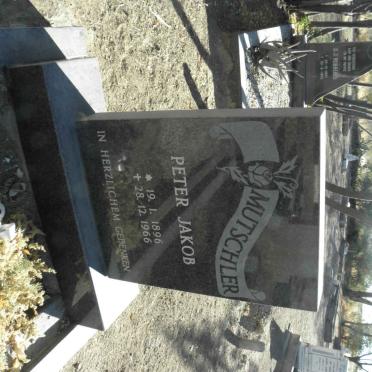 MUTSCHLER
PETER JAKOB
* 19. 1. 1896
+ 28. 12. 1966
IN HERZLICHEM GEDENKEN